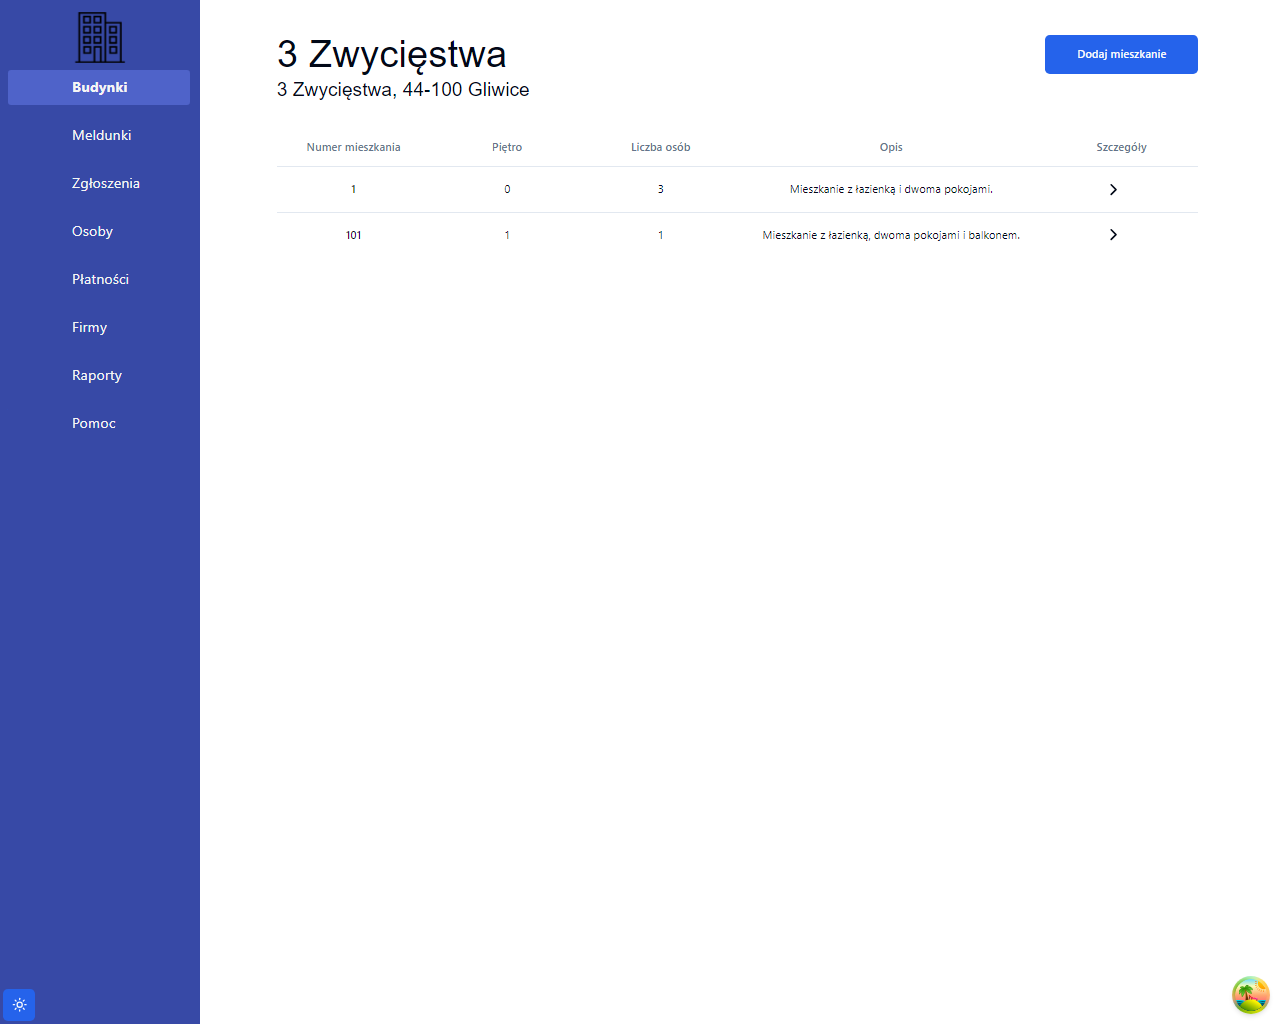 Budynki
Meldunki
Zgłoszenia
Osoby
Płatności
Firmy
Raporty
Pomoc
3 Zwycięstwa
3 Zwycięstwa, 44-100 Gliwice
Dodaj mieszkanie
Numer mieszkania Piętro Liczba osób Opis Szczegóły
1 0 3 Mieszkanie z łazienką i dwoma pokojami.
101 1 1 Mieszkanie z łazienką, dwoma pokojami i balkonem.